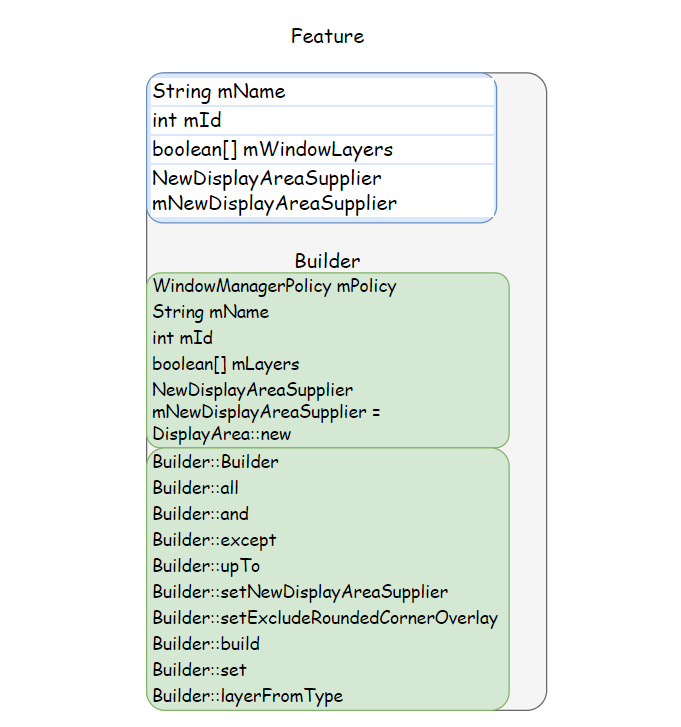 Feature
String mName
int mId
boolean[] mWindowLayers
NewDisplayAreaSupplier
mNewDisplayAreaSupplier
Builder
WindowManagerPolicy mPolicy
String mName
int mId
boolean[] mLayers
NewDisplayAreaSupplier
mNewDisplayAreaSupplier =
DisplayArea::new
Builder::Builder
Builder::all
Builder::and
Builder::except
Builder::upTo
Builder::setNewDisplayAreaSupplier
Builder::setExcludeRoundedCornerOverlay
Builder::build
Builder::set
Builder::layerFromType